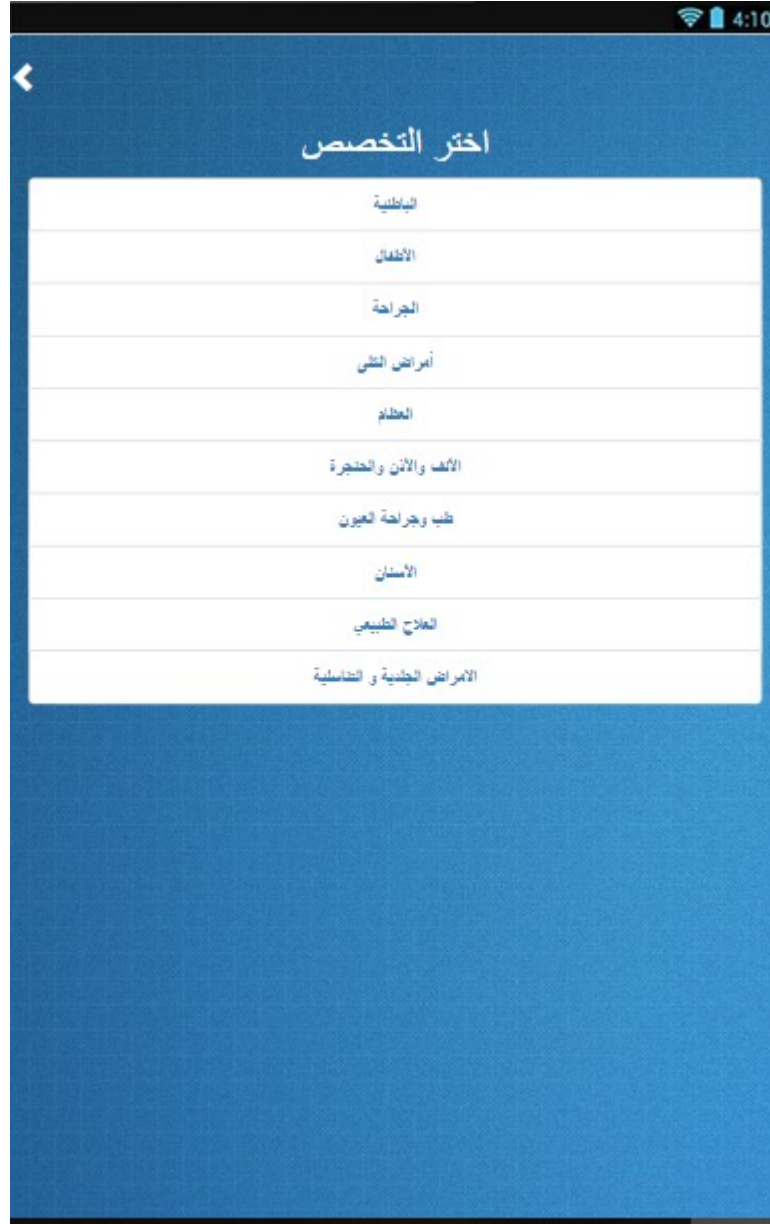 4:10
اختر التخصص
الباطنية
الأطفال
الجراحة
أمراض الكلى
العظام
الأنف والأذن والحنجرة
طب وجراحة العيون
الأسنان
العلاج الطبيعي
الامراض الجلدية و التناسلية